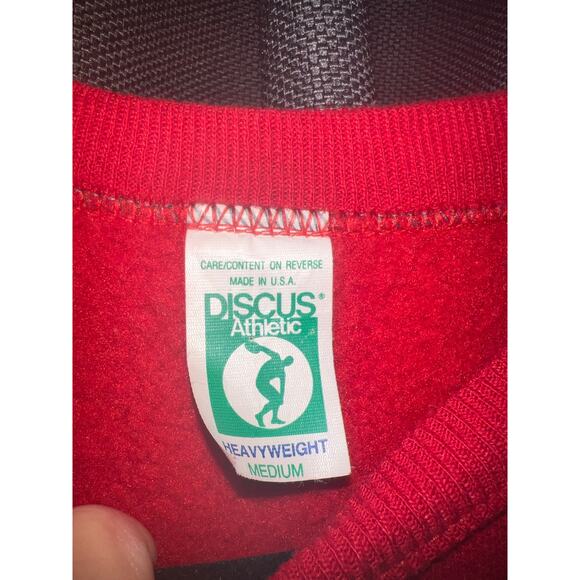 CARE/CONTENT ON REVERSE
MADE IN U.S.A.
DISCUS®
Athletic
HEAVYWEIGHT
MEDIUM